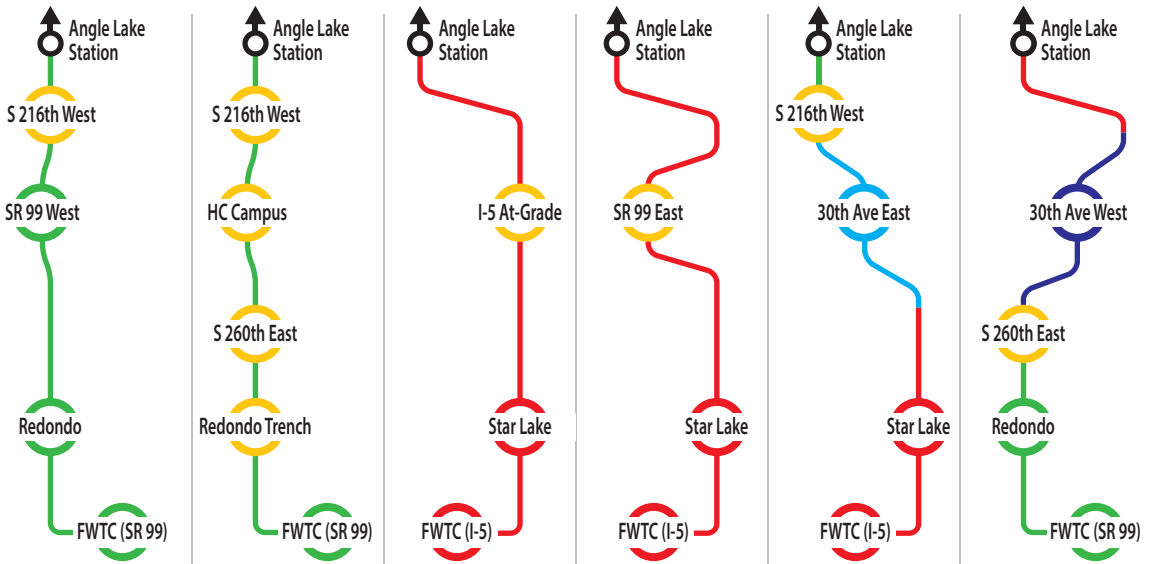 Angle Lake
Station
S 216th West
SR 99 West
Redondo
FWTC (SR 99)
Angle Lake
Station
S 216th West
HC Campus
S 260th East
Redondo Trench
FWTC (SR 99)
Angle Lake
Station
I-5 At-Grade
Star Lake
FWTC (I-5)
Angle Lake
Station
SR 99 East
Star Lake
FWTC (I-5)
Angle Lake
Station
S 216th West
30th Ave East
Star Lake
FWTC (I-5)
Angle Lake
Station
30th Ave West
S 260th East
Redondo
FWTC (SR 99)